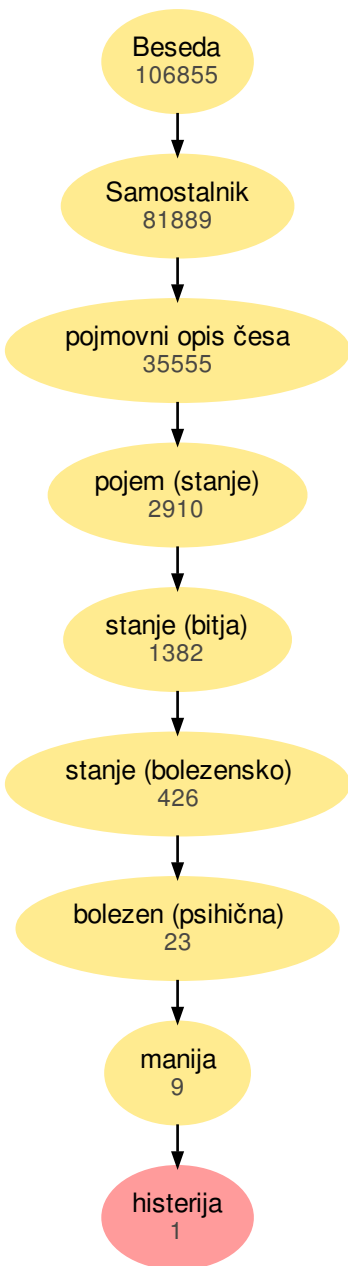 Beseda
106855
Samostalnik
81889
pojmovni opis česa
35555
pojem (stanje)
2910
stanje (bitja)
1382
stanje (bolezensko)
426
bolezen (psihična)
23
manija
9
histerija
1